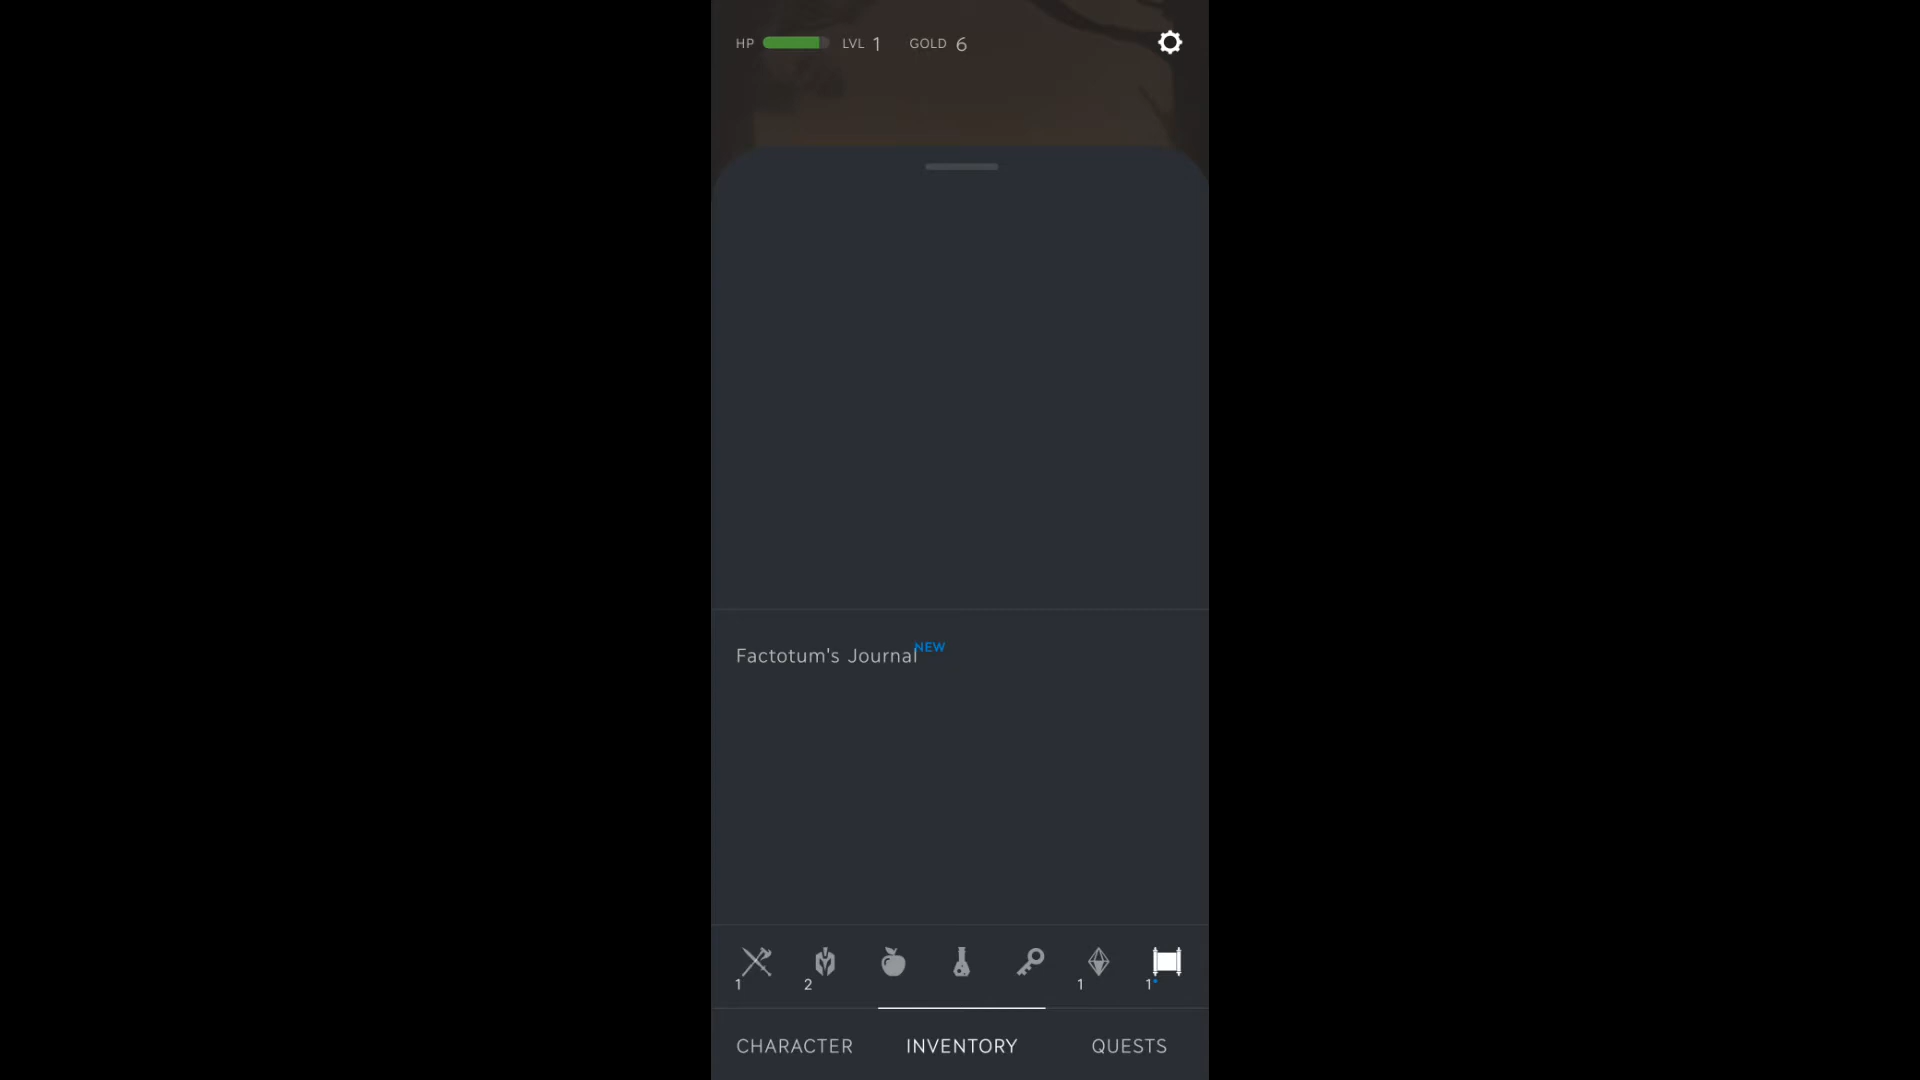 HP LVL 1 GOLD 6
Factotum's Journal NEW
1 2 1 1
CHARACTER INVENTORY QUESTS